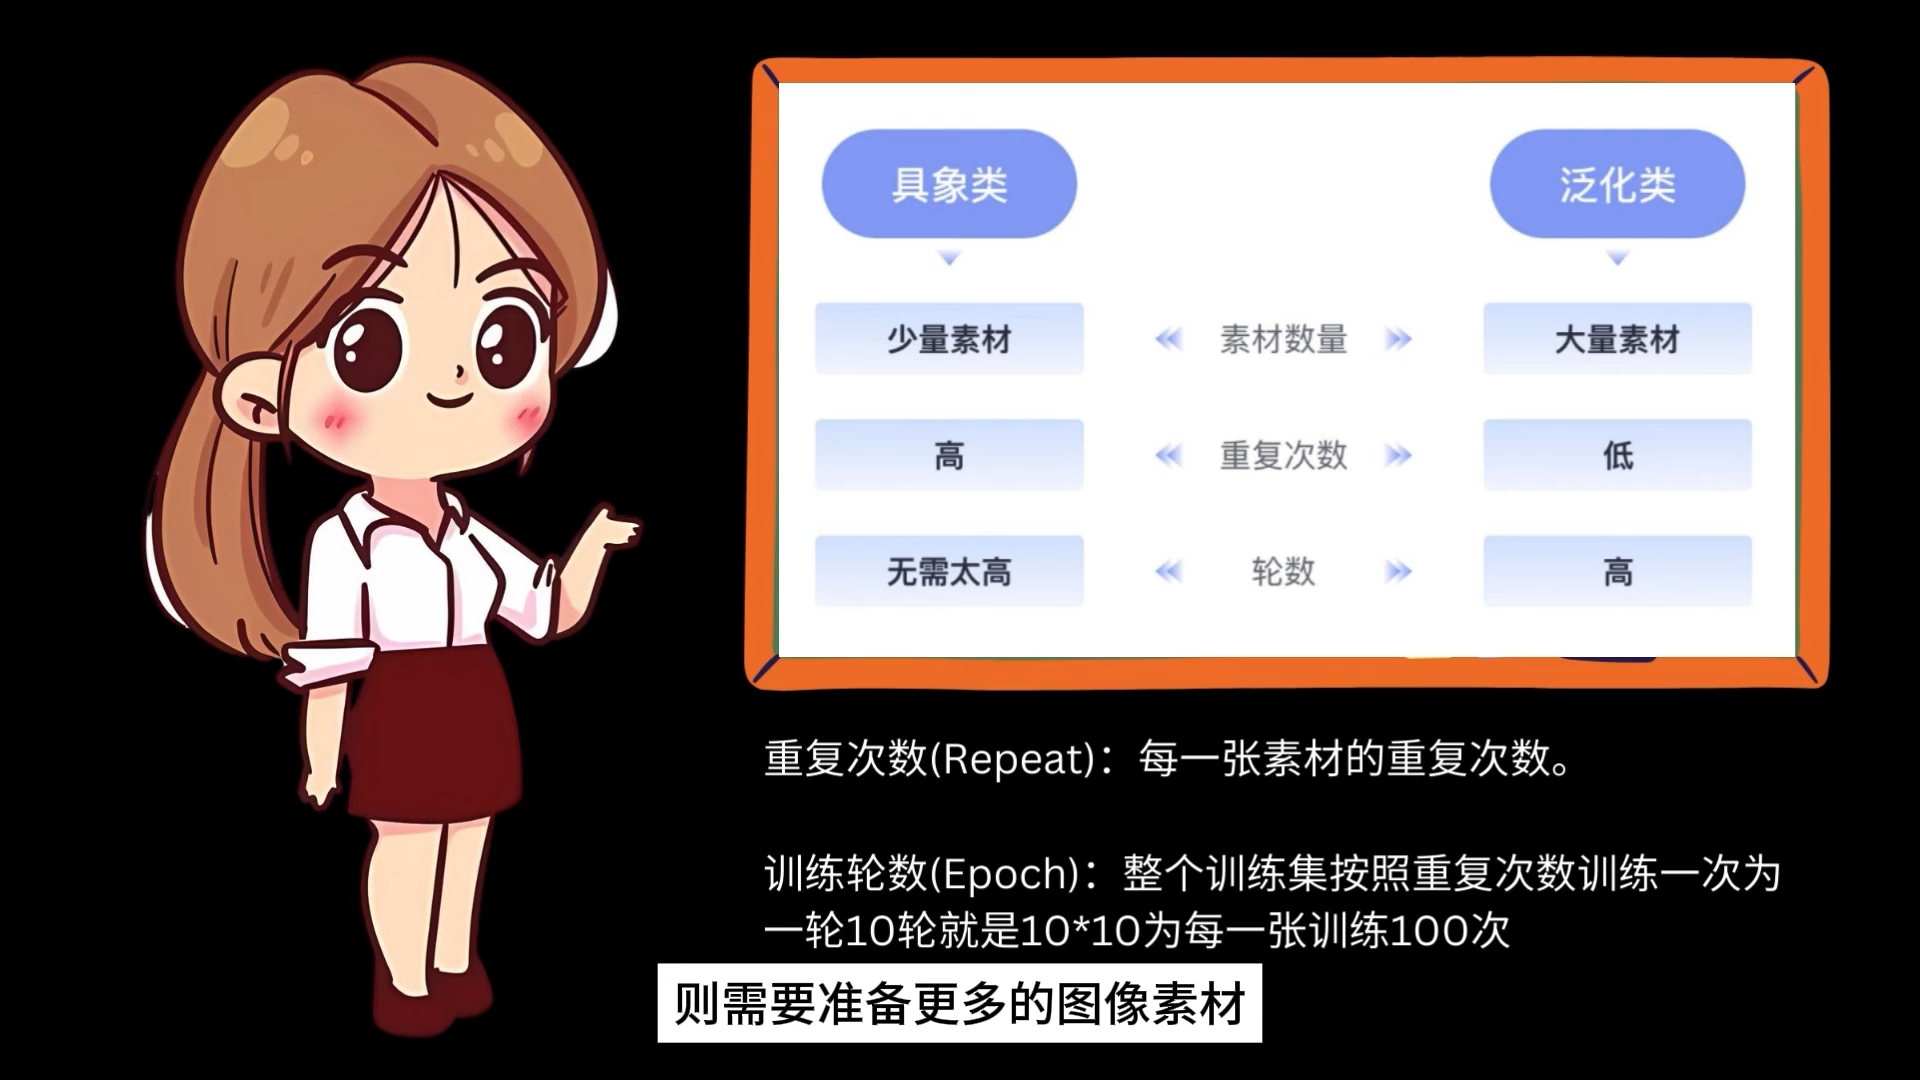 具象类 泛化类
少量素材 素材数量 大量素材
高 重复次数 低
无需太高 轮数 高
重复次数(Repeat)：每一张素材的重复次数。
训练轮数(Epoch)：整个训练集按照重复次数训练一次为
一轮10轮就是10*10为每一张训练100次
则需要准备更多的图像素材